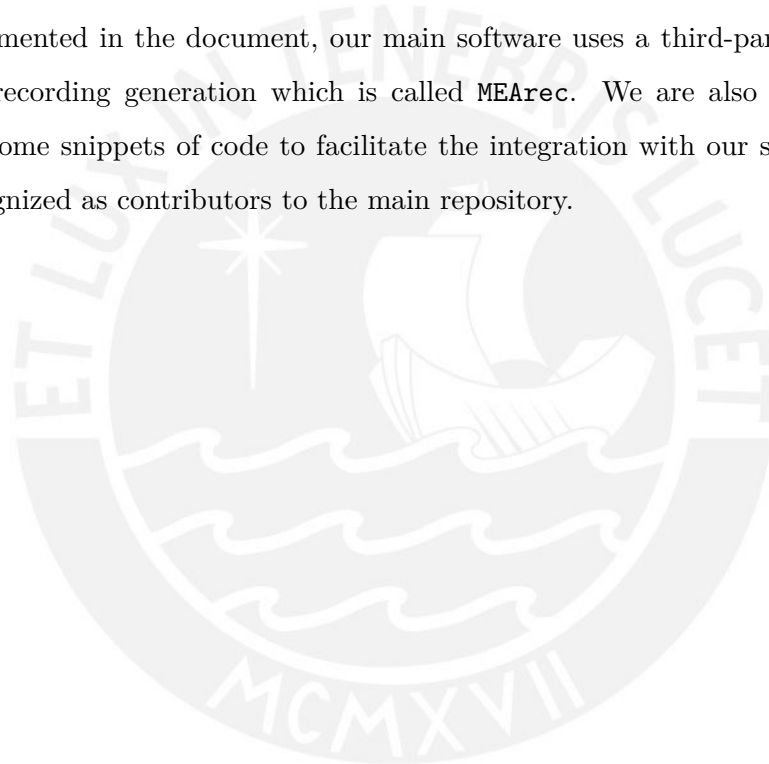 mented in the document, our main software uses a third-par
recording generation which is called MEArec. We are also
ome snippets of code to facilitate the integration with our s
gnized as contributors to the main repository.
ET LUX IN TENEBRIS LUCET
MCMXVII